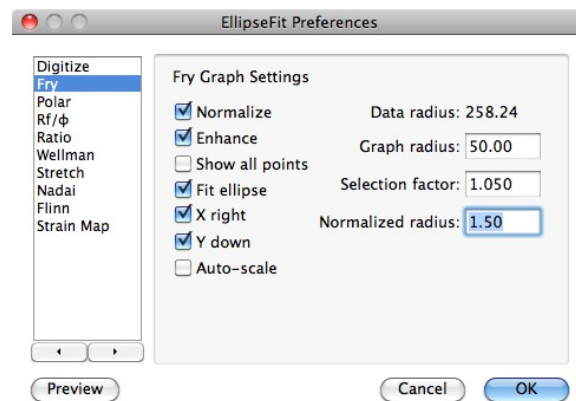 EllipseFit Preferences
Digitize
Fry
Polar
Rf/ϕ
Ratio
Wellman
Stretch
Nadai
Flinn
Strain Map
Fry Graph Settings
Normalize
Enhance
Show all points
Fit ellipse
X right
Y down
Auto-scale
Data radius: 258.24
Graph radius: 50.00
Selection factor: 1.050
Normalized radius: 1.50
Preview
Cancel
OK